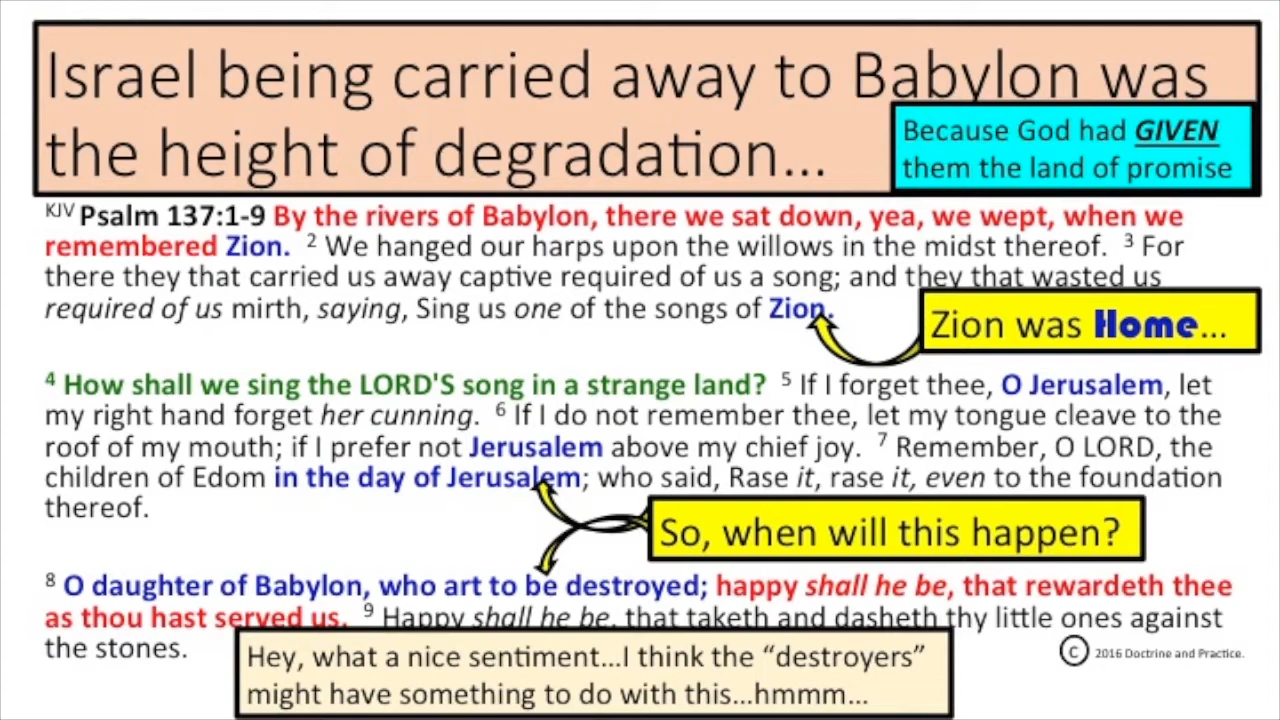 Israel being carried away to Babylon was
the height of degradation...
Because God had GIVEN
them the land of promise
KJV Psalm 137:1-9 By the rivers of Babylon, there we sat down, yea, we wept, when we
remembered Zion. 2 We hanged our harps upon the willows in the midst thereof. 3 For
there they that carried us away captive required of us a song; and they that wasted us
required of us mirth, saying, Sing us one of the songs of Zion.
Zion was Home...
4 How shall we sing the LORD'S song in a strange land? 5 If I forget thee, O Jerusalem, let
my right hand forget her cunning. 6 If I do not remember thee, let my tongue cleave to the
roof of my mouth; if I prefer not Jerusalem above my chief joy. 7 Remember, O LORD, the
children of Edom in the day of Jerusalem; who said, Rase it, rase it, even to the foundation
thereof.
So, when will this happen?
8 O daughter of Babylon, who art to be destroyed; happy shall he be, that rewardeth thee
as thou hast served us. 9 Happy shall he be, that taketh and dasheth thy little ones against
the stones.
Hey, what a nice sentiment...I think the “destroyers”
might have something to do with this...hmmm...
© 2016 Doctrine and Practice.